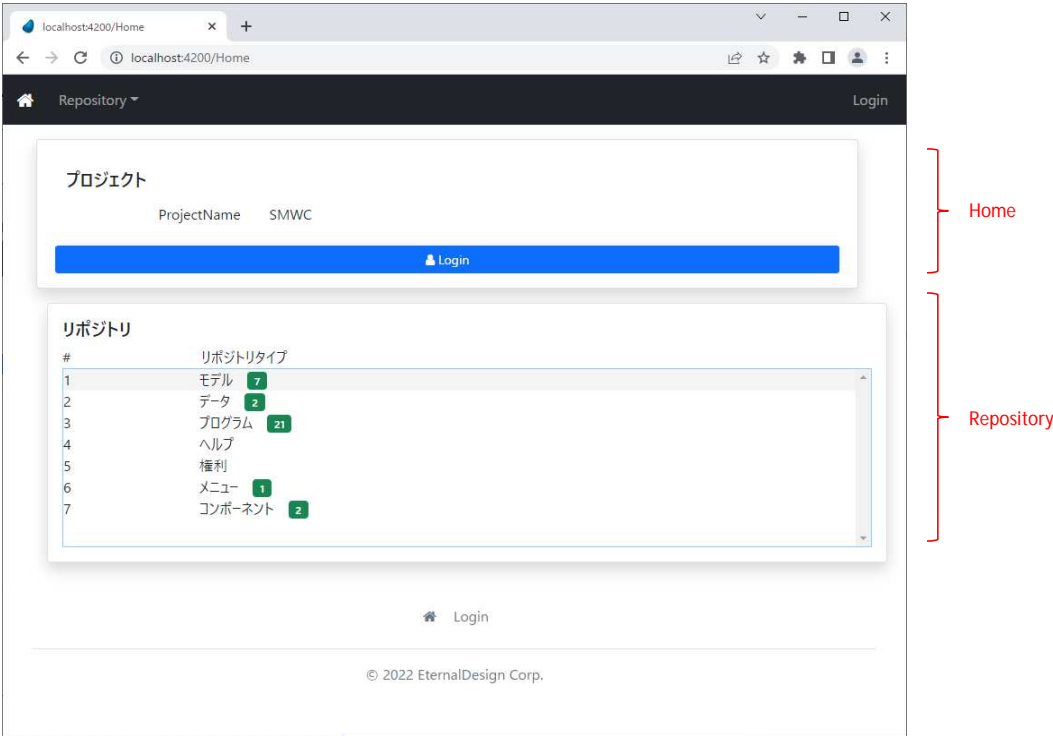 localhost:4200/Home
localhost:4200/Home
Repository
Login
プロジェクト
ProjectName SMWC
Login
Home
リポジトリ
# リポジトリタイプ
1 モデル 7
2 データ 2
3 プログラム 21
4 ヘルプ
5 権利
6 メニュー 1
7 コンポーネント 2
Repository
Login
© 2022 EternalDesign Corp.